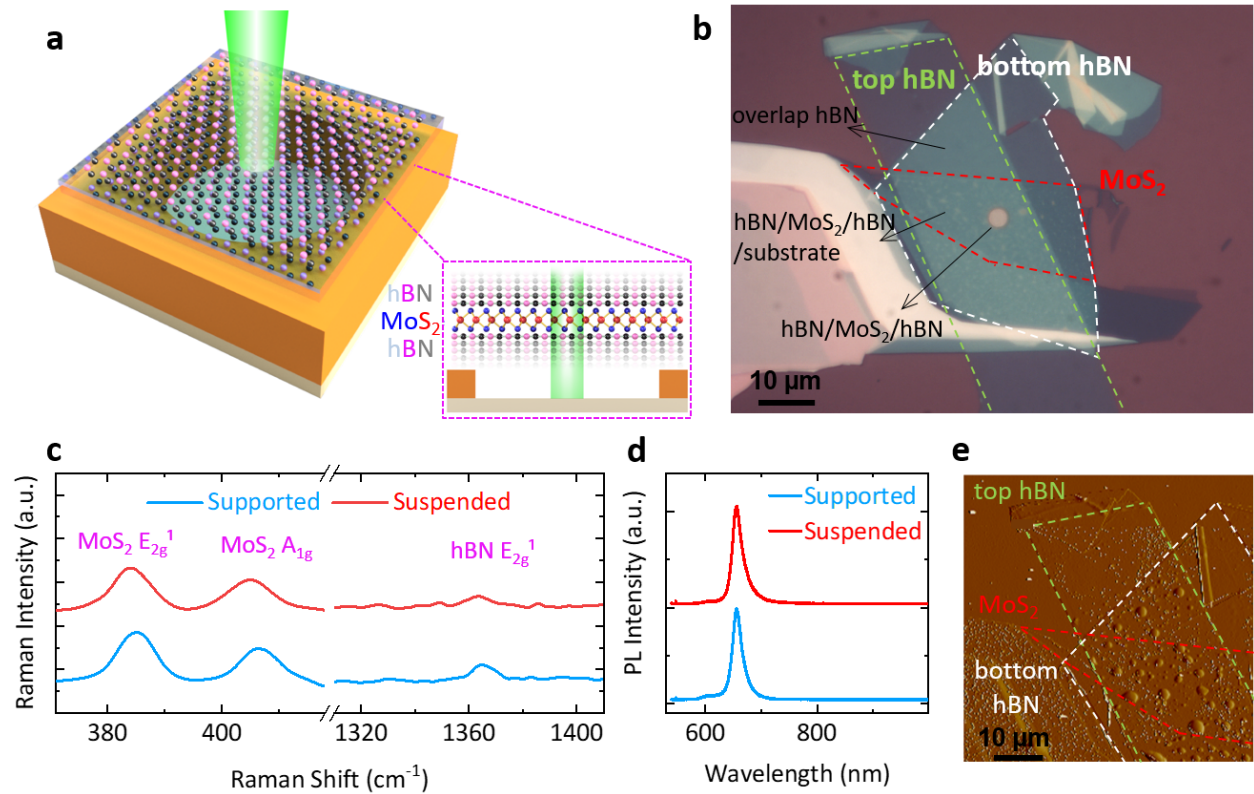 a
hBN
MoS₂
hBN
b
top hBN
bottom hBN
overlap hBN
MoS₂
hBN/MoS₂/hBN
/substrate
hBN/MoS₂/hBN
10 µm
c
Supported
Suspended
MoS₂ E₂g¹
MoS₂ A₁g
hBN E₂g¹
Raman Intensity (a.u.)
380
400
1320
1360
1400
Raman Shift (cm⁻¹)
d
Supported
Suspended
PL Intensity (a.u.)
600
800
Wavelength (nm)
e
top hBN
MoS₂
bottom
hBN
10 µm